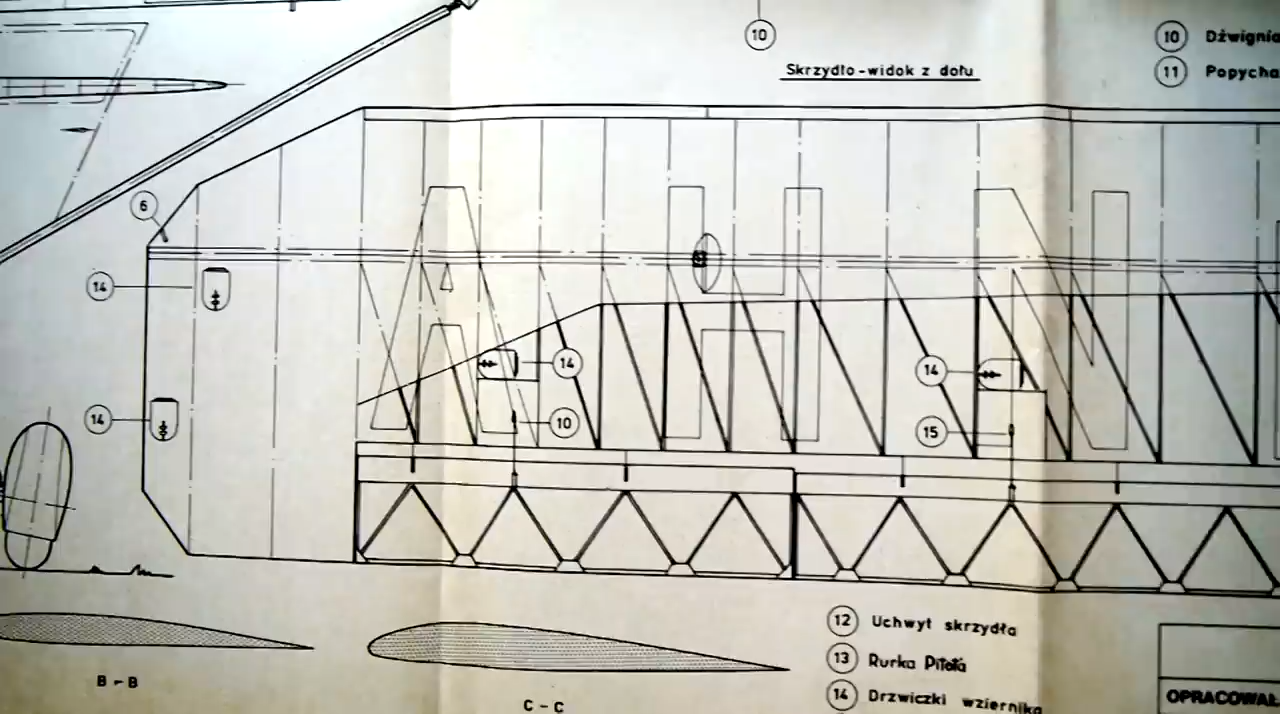 10
10 Dźwignia
Skrzydło-widok z dołu
11 Popycha
6
14
14
14
10
14
15
B-B
C-C
12 Uchwyt skrzydła
13 Rurka Pitota
14 Drzwiczki wziernika
OPRACOWAŁ